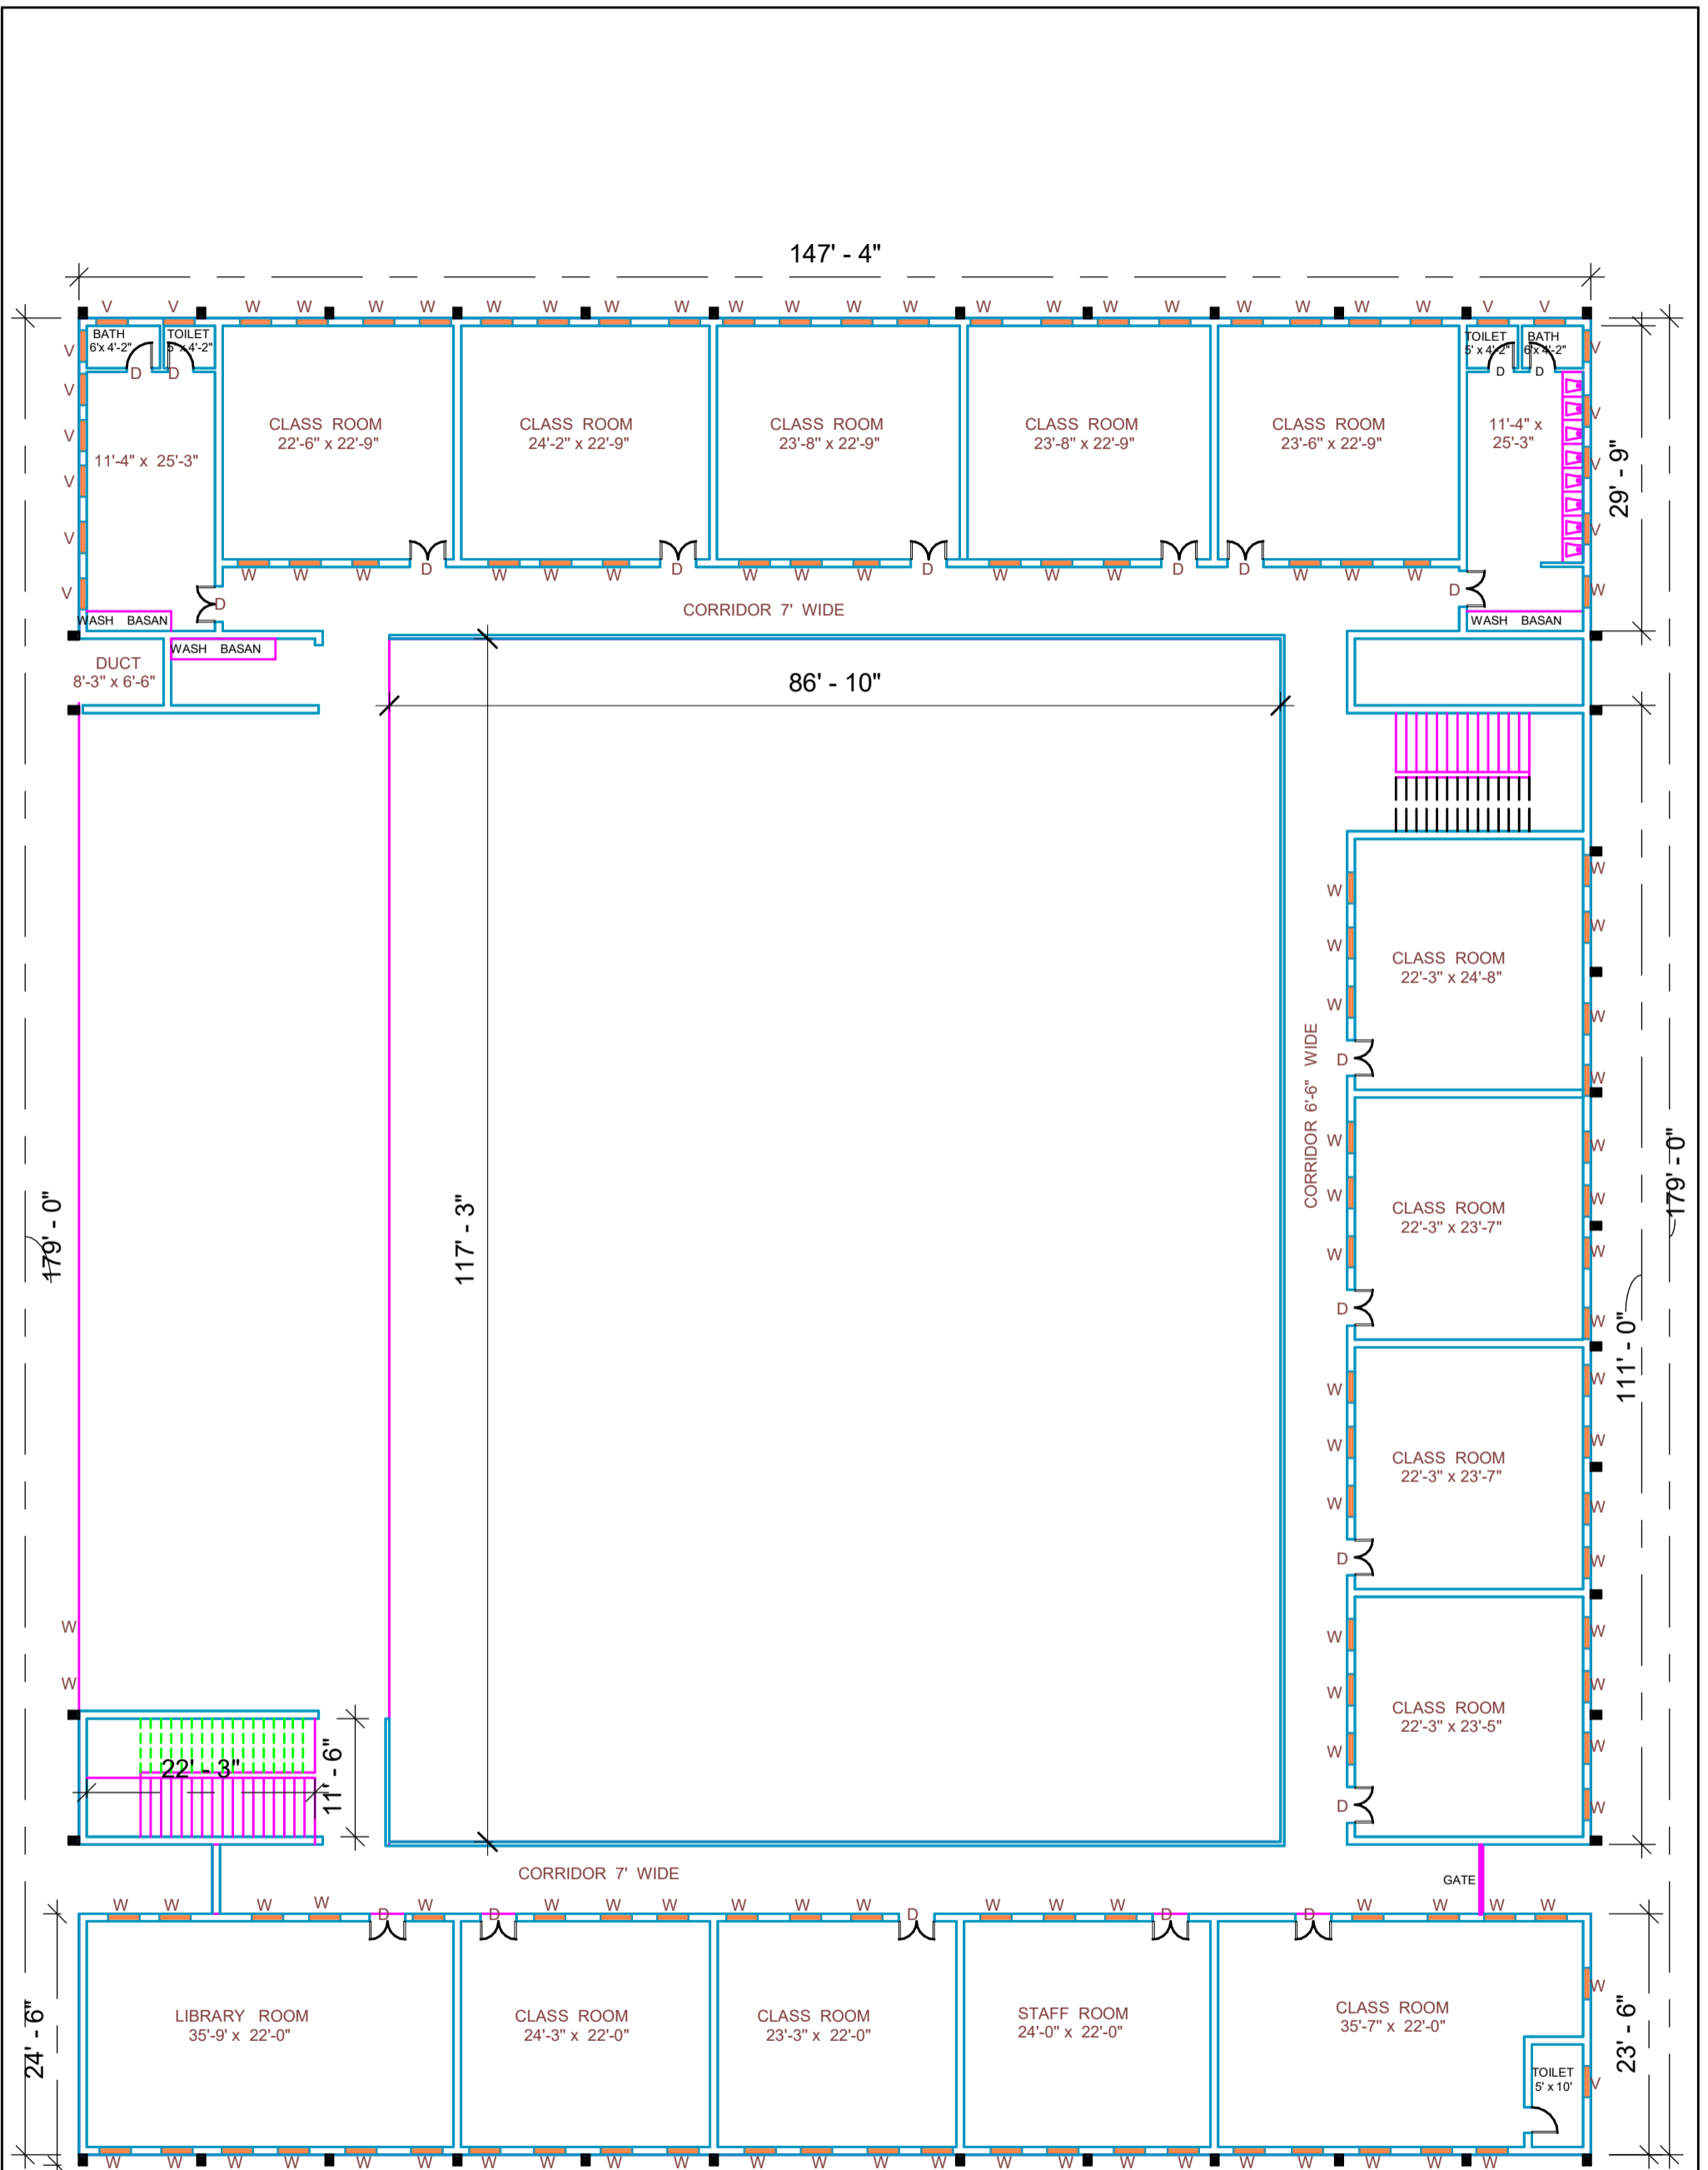 147' - 4"
V V W W W W W W W W W W W W W W W W W W W W V V
BATH
6'x 4'-2"
TOILET
5' x 4'-2"
TOILET
5' x 4'-2"
BATH
6'x 4'-2"
V
V
V
V
V
V
D D
D D
V
V
V
V
W
CLASS ROOM
22'-6" x 22'-9"
CLASS ROOM
24'-2" x 22'-9"
CLASS ROOM
23'-8" x 22'-9"
CLASS ROOM
23'-8" x 22'-9"
CLASS ROOM
23'-6" x 22'-9"
11'-4" x 25'-3"
11'-4" x
25'-3"
29' - 9"
W W W D W W W D W W W D W W W D D W W W
D
D
CORRIDOR 7' WIDE
WASH BASAN
WASH BASAN
WASH BASAN
DUCT
8'-3" x 6'-6"
86' - 10"
117' - 3"
179' - 0"
179' - 0"
111' - 0"
CORRIDOR 6'-6" WIDE
W
W
W
D
CLASS ROOM
22'-3" x 24'-8"
W
W
W
W
W
W
W
D
CLASS ROOM
22'-3" x 23'-7"
W
W
W
W
W
W
W
D
CLASS ROOM
22'-3" x 23'-7"
W
W
W
W
W
W
W
D
CLASS ROOM
22'-3" x 23'-5"
W
W
W
W
W
W
22' - 3"
11' - 6"
CORRIDOR 7' WIDE
GATE
W W W W D W D W W W W W W D W W W D D W W W W
24' - 6"
LIBRARY ROOM
35'-9' x 22'-0"
CLASS ROOM
24'-3" x 22'-0"
CLASS ROOM
23'-3" x 22'-0"
STAFF ROOM
24'-0" x 22'-0"
CLASS ROOM
35'-7" x 22'-0"
W
23' - 6"
TOILET
5' x 10'
V
W W W W W W W W W W W W W W W W W W W W W W W